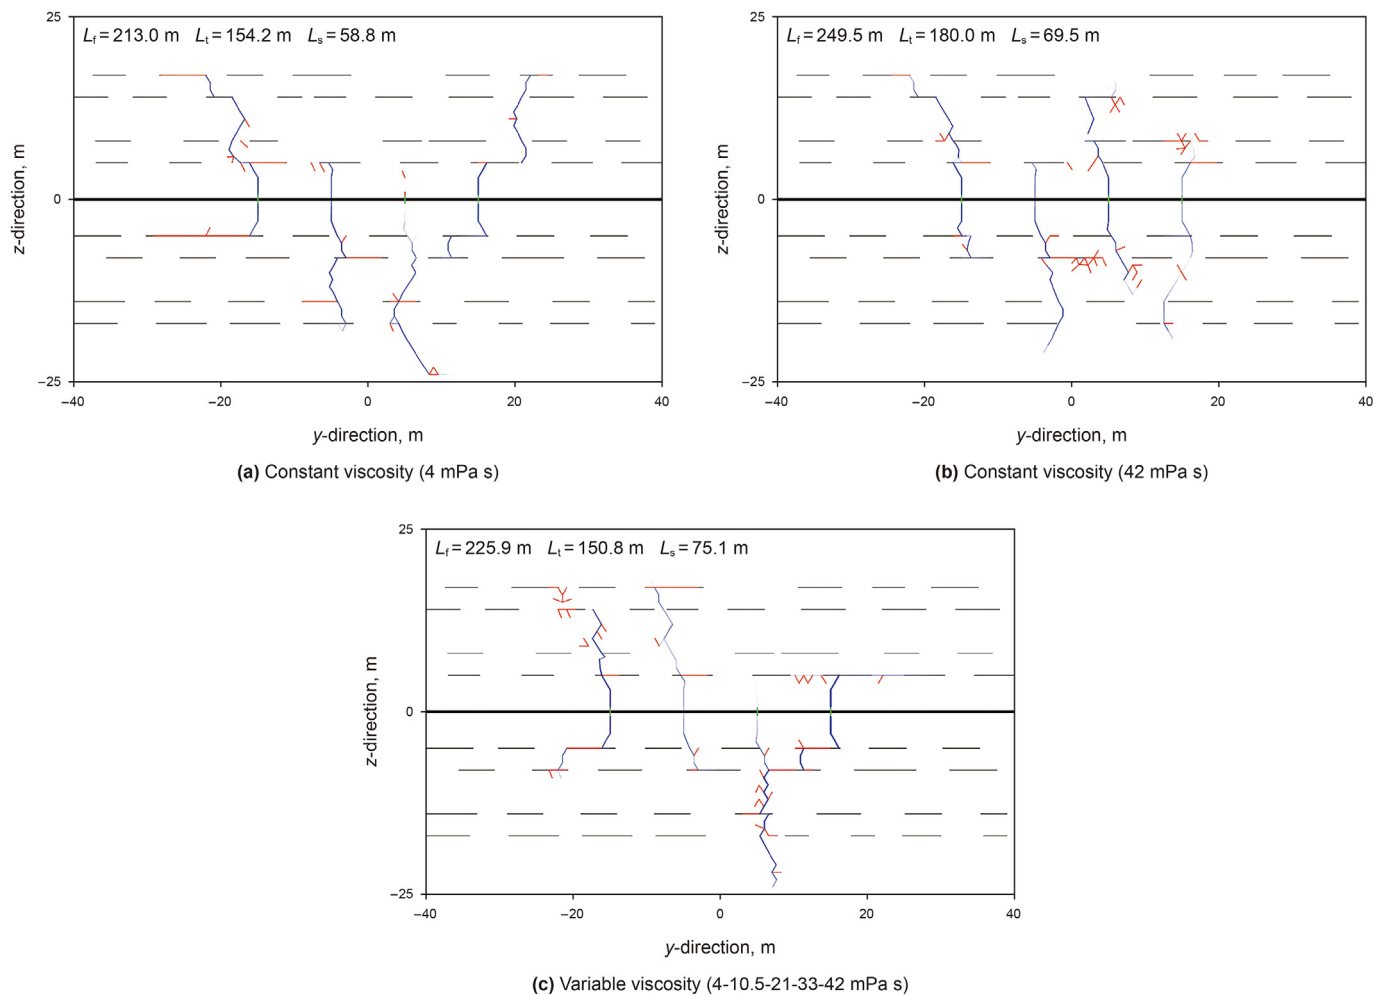 25
L_f = 213.0 m L_t = 154.2 m L_s = 58.8 m
z-direction, m
0
−25
−40 −20 0 20 40
y-direction, m
(a) Constant viscosity (4 mPa s)
25
L_f = 249.5 m L_t = 180.0 m L_s = 69.5 m
z-direction, m
0
−25
−40 −20 0 20 40
y-direction, m
(b) Constant viscosity (42 mPa s)
25
L_f = 225.9 m L_t = 150.8 m L_s = 75.1 m
z-direction, m
0
−25
−40 −20 0 20 40
y-direction, m
(c) Variable viscosity (4-10.5-21-33-42 mPa s)